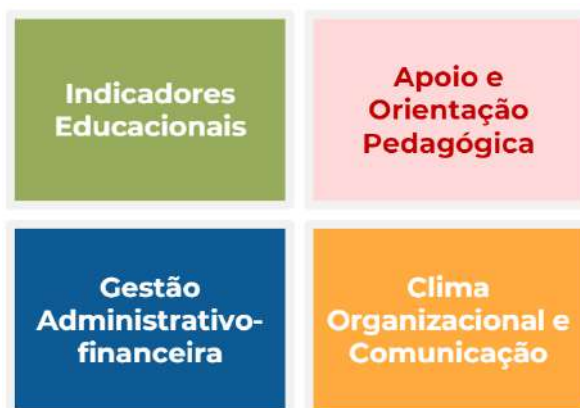 Indicadores
Educacionais
Apoio e
Orientação
Pedagógica
Gestão
Administrativo-
financeira
Clima
Organizacional e
Comunicação